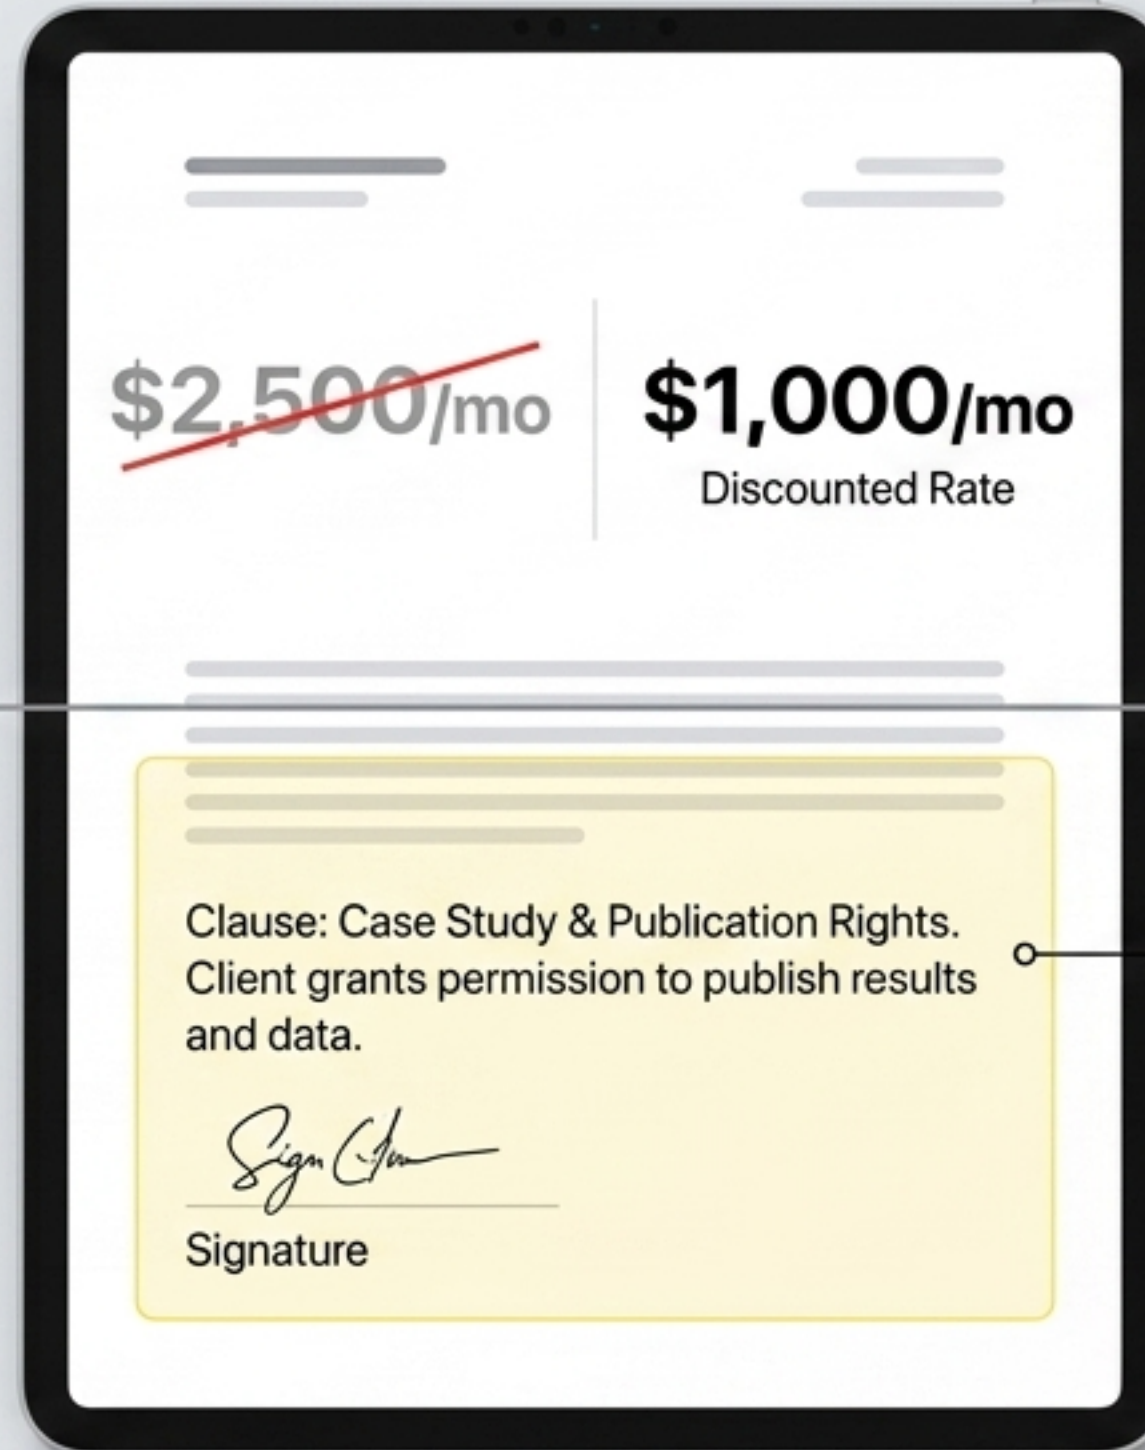 $2,500/mo
$1,000/mo
Discounted Rate
Clause: Case Study & Publication Rights.
Client grants permission to publish results
and data.
Signature